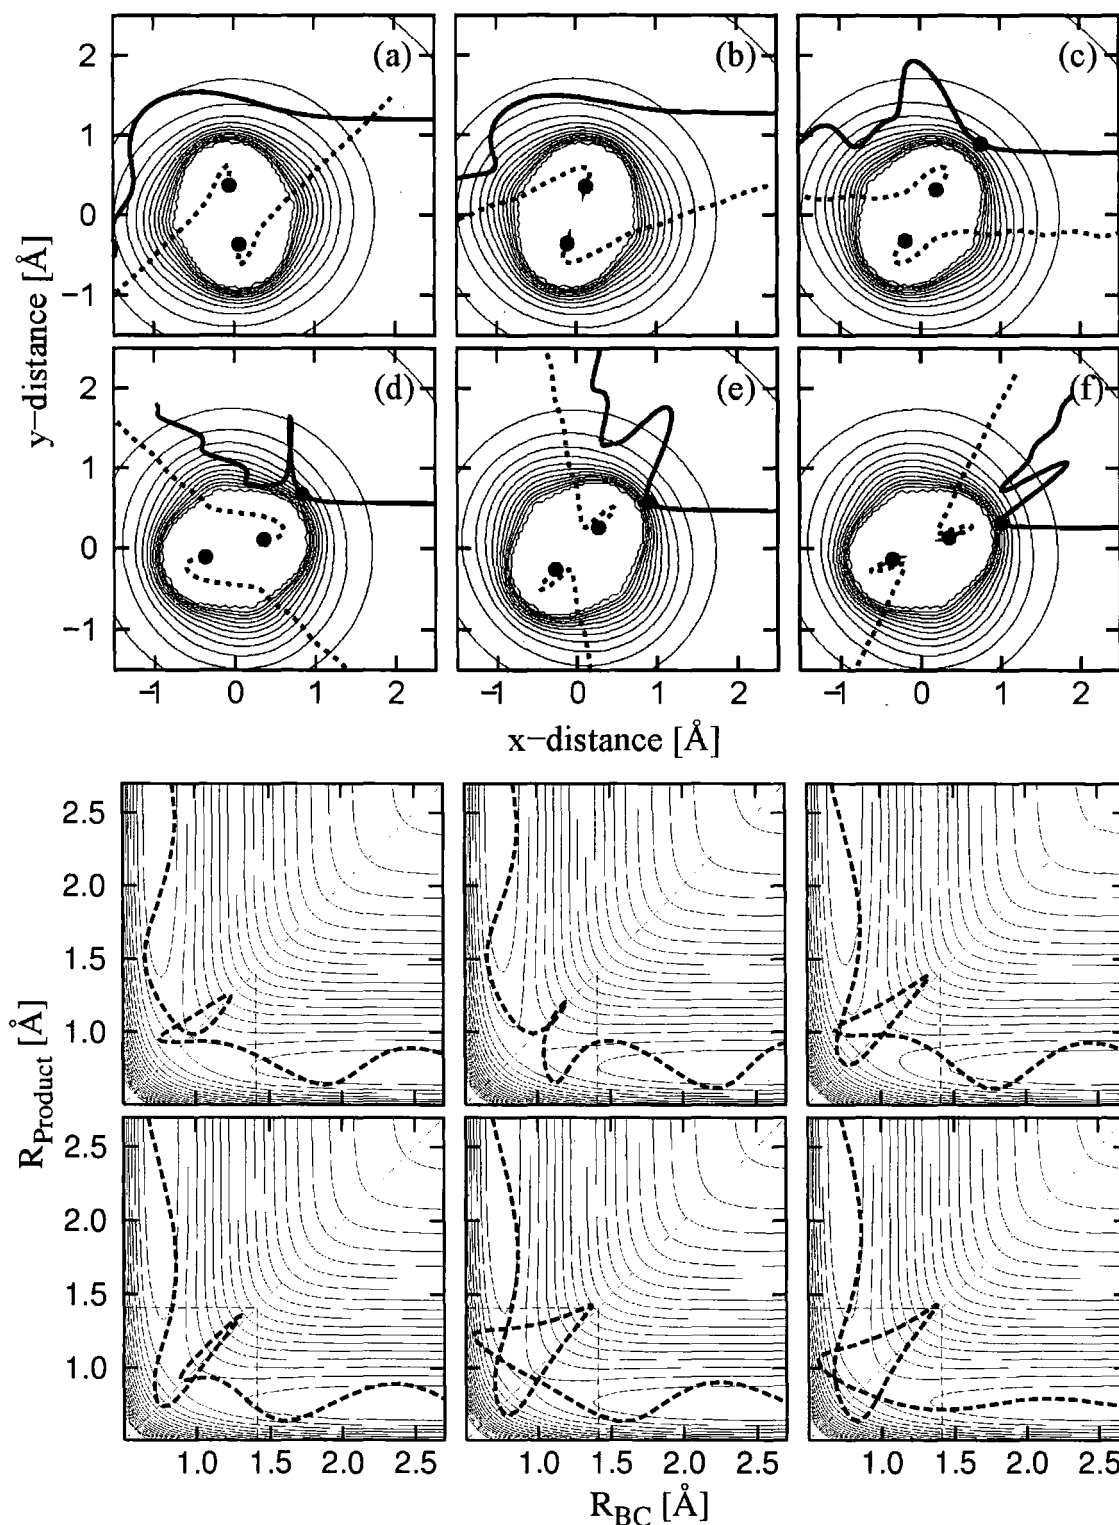 (a) (b) (c)
2
1
0
−1
(d) (e) (f)
2
1
0
−1
y−distance [Å]
−1 0 1 2 −1 0 1 2 −1 0 1 2
x−distance [Å]
2.5
2.0
1.5
1.0
2.5
2.0
1.5
1.0
R_Product [Å]
1.0 1.5 2.0 2.5 1.0 1.5 2.0 2.5 1.0 1.5 2.0 2.5
R_BC [Å]